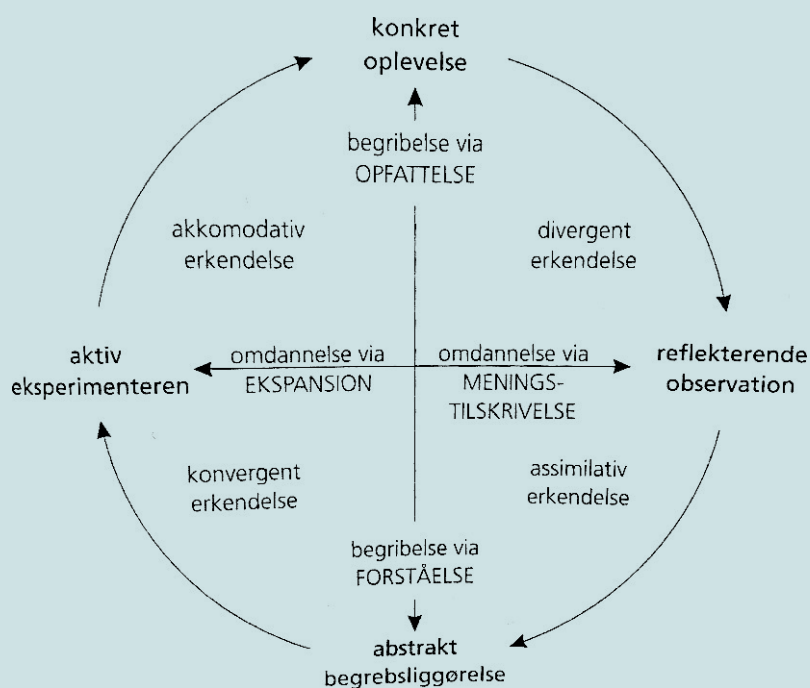 konkret
oplevelse
begribelse via
OPFATTELSE
akkomodativ
erkendelse
divergent
erkendelse
aktiv
eksperimenteren
omdannelse via
EKSPANSION
omdannelse via
MENINGS-
TILSKRIVELSE
reflekterende
observation
konvergent
erkendelse
assimilativ
erkendelse
begribelse via
FORSTÅELSE
abstrakt
begrebsliggørelse